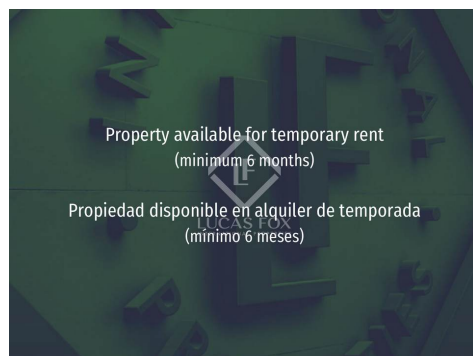 Property available for temporary rent
(minimum 6 months)
LF
Propiedad disponible en alquiler de temporada
LUCAS FOX
(mínimo 6 meses)